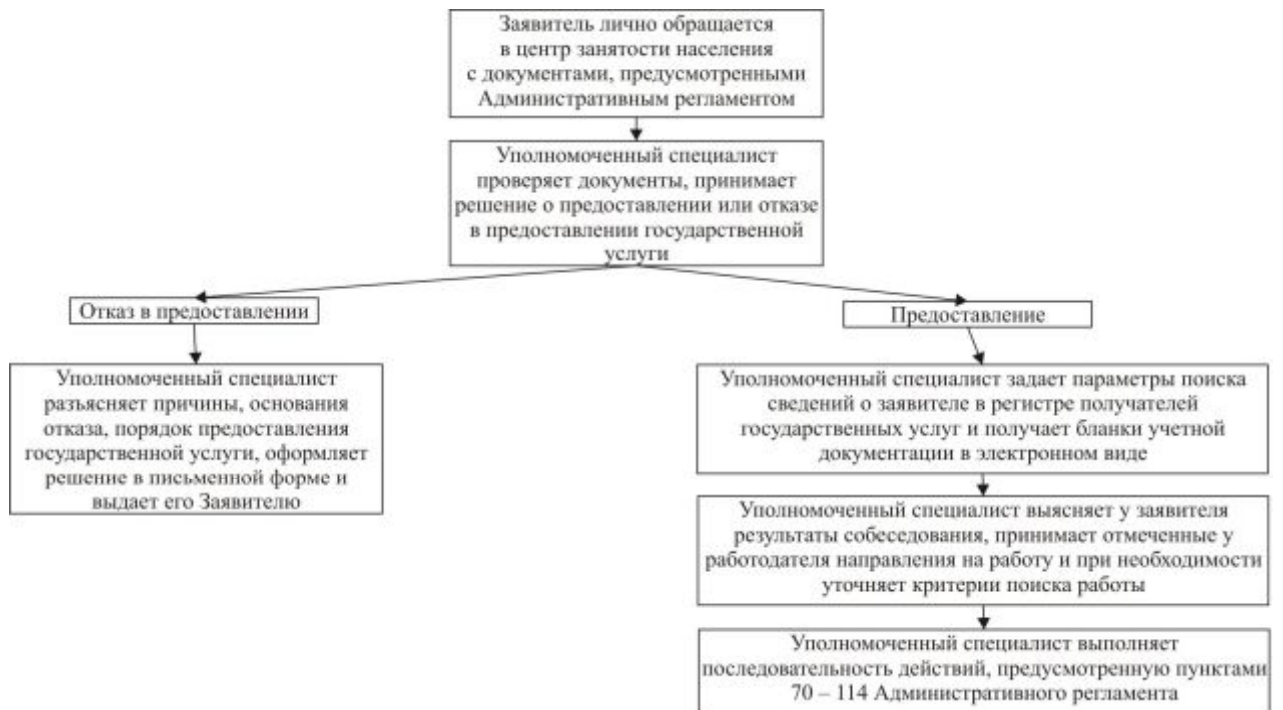 Заявитель лично обращается
в центр занятости населения
с документами, предусмотренными
Административным регламентом
Уполномоченный специалист
проверяет документы, принимает
решение о предоставлении или отказе
в предоставлении государственной
услуги
Отказ в предоставлении
Предоставление
Уполномоченный специалист
разъясняет причины, основания
отказа, порядок предоставления
государственной услуги, оформляет
решение в письменной форме и
выдает его Заявителю
Уполномоченный специалист задает параметры поиска
сведений о заявителе в регистре получателей
государственных услуг и получает бланки учетной
документации в электронном виде
Уполномоченный специалист выясняет у заявителя
результаты собеседования, принимает отмеченные у
работодателя направления на работу и при необходимости
уточняет критерии поиска работы
Уполномоченный специалист выполняет
последовательность действий, предусмотренную пунктами
70 – 114 Административного регламента